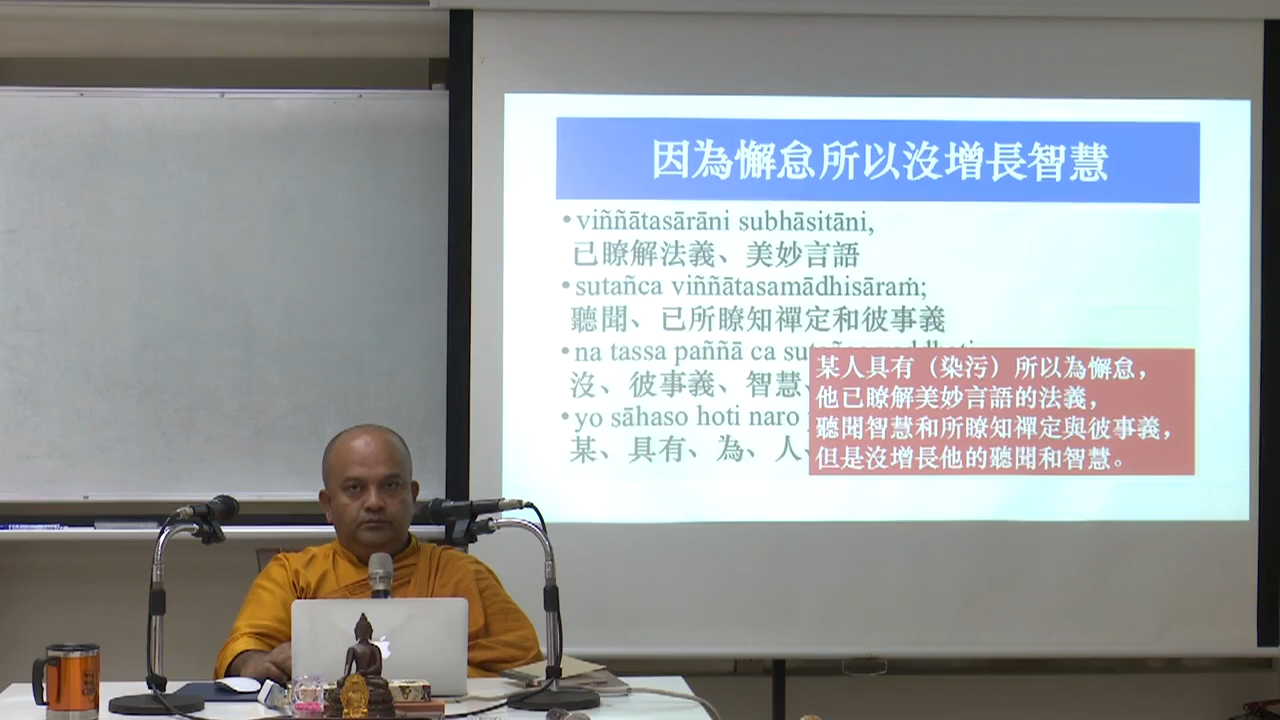 因為懈怠所以沒增長智慧
•viññātasārāni subhāsitāni,
已瞭解法義、美妙言語
•sutañca viññātasamādhisāraṁ;
聽聞、已所瞭知禪定和彼事義
•na tassa paññā ca
沒、彼事義、智慧、
•yo sāhaso hoti naro
某、具有、為、人、
某人具有（染污）所以為懈怠，
他已瞭解美妙言語的法義，
聽聞智慧和所瞭知禪定與彼事義，
但是沒增長他的聽聞和智慧。